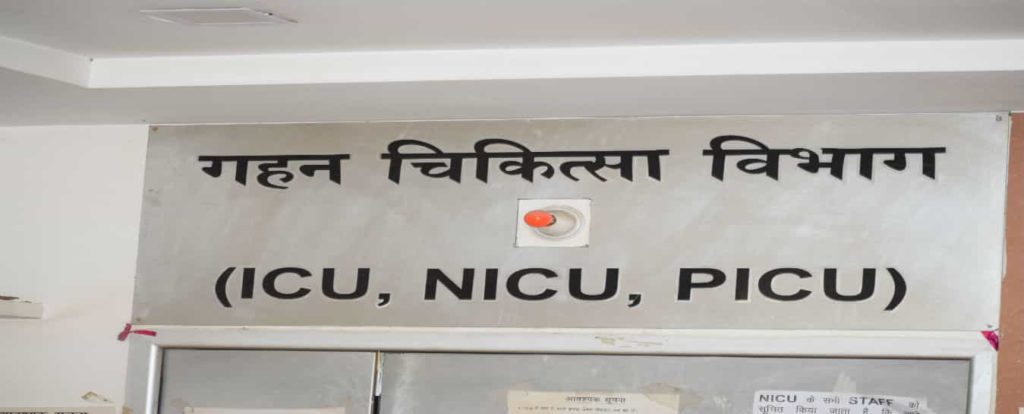 गहन चिकित्सा विभाग
(ICU, NICU, PICU)
आवश्यक सूचना
NICU के सभी STAFF को
सूचित किया जाता है कि